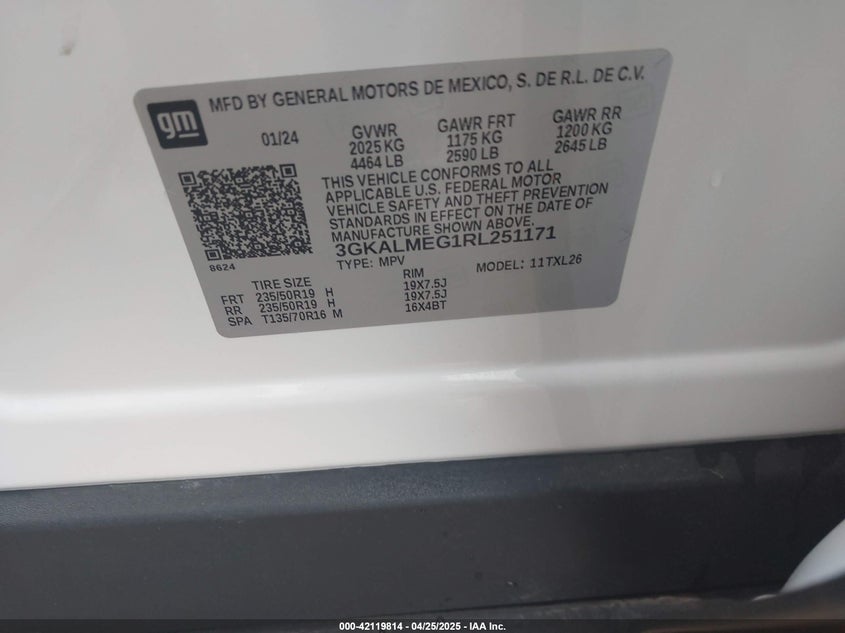 gm
MFD BY GENERAL MOTORS DE MEXICO, S. DE R.L. DE C.V.
01/24 GVWR GAWR FRT GAWR RR
2025 KG 1175 KG 1200 KG
4464 LB 2590 LB 2645 LB
THIS VEHICLE CONFORMS TO ALL
APPLICABLE U.S. FEDERAL MOTOR
VEHICLE SAFETY AND THEFT PREVENTION
STANDARDS IN EFFECT ON THE DATE OF
MANUFACTURE SHOWN ABOVE.
3GKALMEG1RL251171
8624
TYPE: MPV MODEL: 11TXL26
TIRE SIZE RIM
FRT 235/50R19 H 19X7.5J
RR 235/50R19 H 19X7.5J
SPA T135/70R16 M 16X4BT
000-42119814 | 04/25/2025 - IAA Inc.